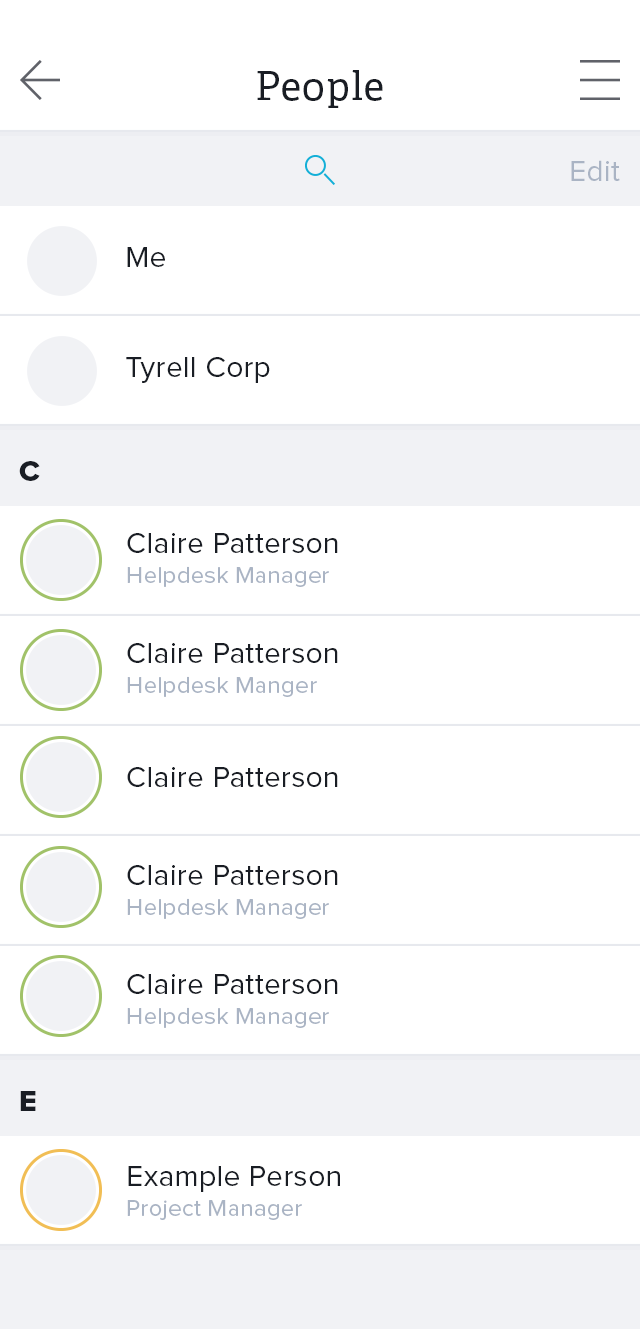 People
Edit
Me
Tyrell Corp
C
Claire Patterson
Helpdesk Manager
Claire Patterson
Helpdesk Manger
Claire Patterson
Claire Patterson
Helpdesk Manager
Claire Patterson
Helpdesk Manager
E
Example Person
Project Manager